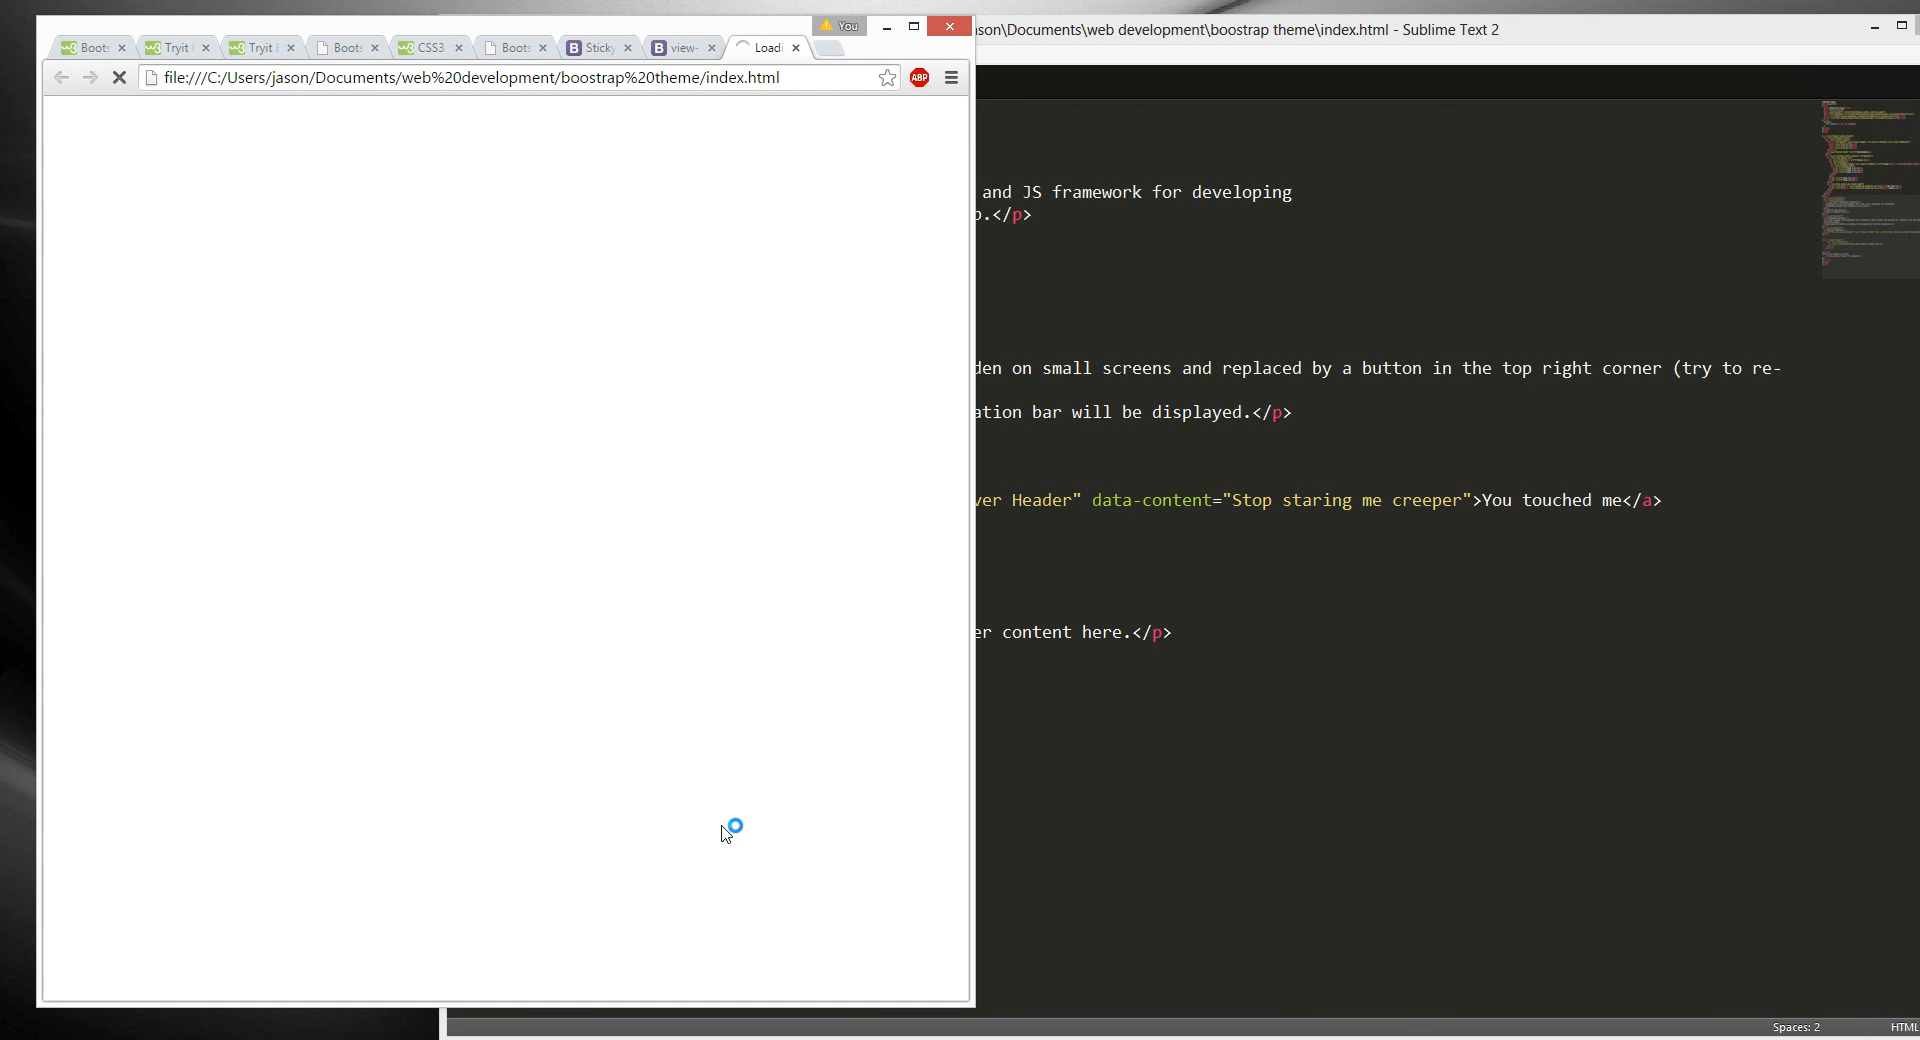 You
son\Documents\web development\boostrap theme\index.html - Sublime Text 2
Boots
Tryit
Tryit
Boots
CSS3
Boots
Sticky
view-
Loadi
file:///C:/Users/jason/Documents/web%20development/boostrap%20theme/index.html
ABP
and JS framework for developing
.</p>
den on small screens and replaced by a button in the top right corner (try to re-
ation bar will be displayed.</p>
ver Header" data-content="Stop staring me creeper">You touched me</a>
er content here.</p>
Spaces: 2
HTML